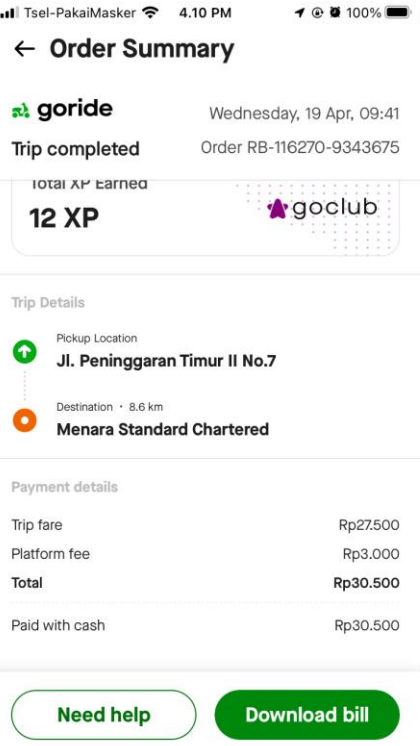 Tsel-PakaiMasker 4.10 PM 100%
Order Summary
goride Wednesday, 19 Apr, 09:41
Trip completed Order RB-116270-9343675
Total XP Earned
12 XP goclub
Trip Details
Pickup Location
Jl. Peninggaran Timur II No.7
Destination · 8.6 km
Menara Standard Chartered
Payment details
Trip fare Rp27.500
Platform fee Rp3.000
Total Rp30.500
Paid with cash Rp30.500
Need help Download bill